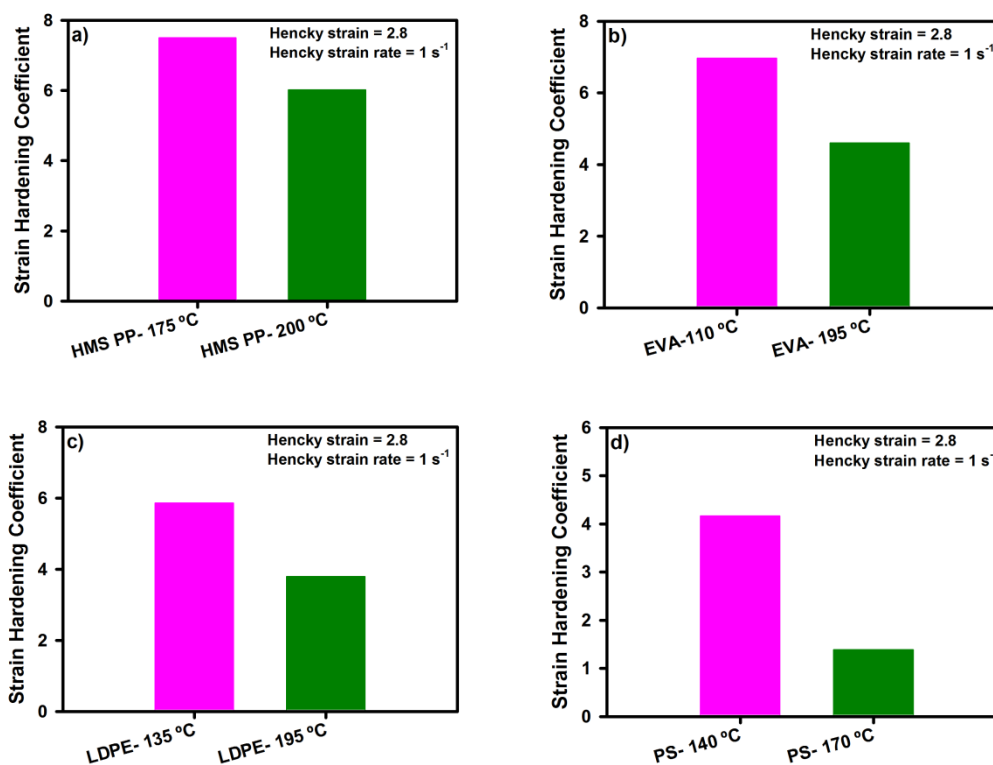 a)
Hencky strain = 2.8
Hencky strain rate = 1 s⁻¹
Strain Hardening Coefficient
8
6
4
2
0
HMS PP- 175 ºC
HMS PP- 200 ºC
b)
Hencky strain = 2.8
Hencky strain rate = 1 s⁻¹
Strain Hardening Coefficient
8
6
4
2
0
EVA-110 ºC
EVA- 195 ºC
c)
Hencky strain = 2.8
Hencky strain rate = 1 s⁻¹
Strain Hardening Coefficient
8
6
4
2
0
LDPE- 135 ºC
LDPE- 195 ºC
d)
Hencky strain = 2.8
Hencky strain rate = 1 s⁻¹
Strain Hardening Coefficient
6
5
4
3
2
1
0
PS- 140 ºC
PS- 170 ºC